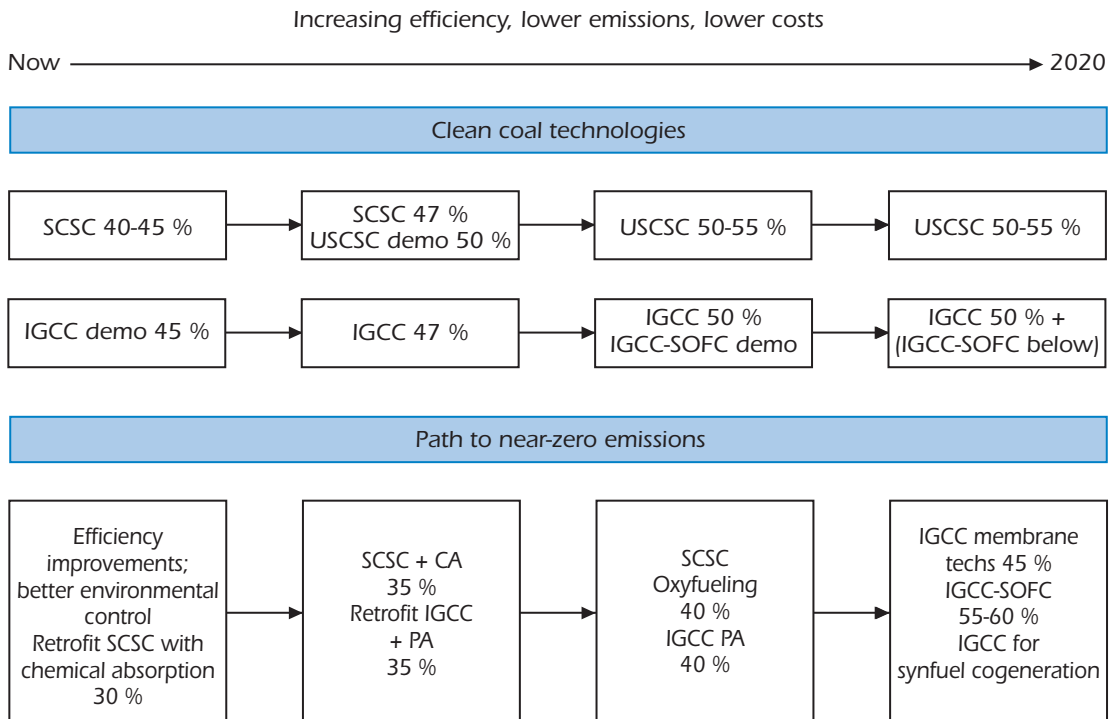 Increasing efficiency, lower emissions, lower costs
Now
2020
Clean coal technologies
SCSC 40-45 %
SCSC 47 %
USCSC demo 50 %
USCSC 50-55 %
USCSC 50-55 %
IGCC demo 45 %
IGCC 47 %
IGCC 50 %
IGCC-SOFC demo
IGCC 50 % +
(IGCC-SOFC below)
Path to near-zero emissions
Efficiency
improvements;
better environmental
control
Retrofit SCSC with
chemical absorption
30 %
SCSC + CA
35 %
Retrofit IGCC
+ PA
35 %
SCSC
Oxyfueling
40 %
IGCC PA
40 %
IGCC membrane
techs 45 %
IGCC-SOFC
55-60 %
IGCC for
synfuel cogeneration